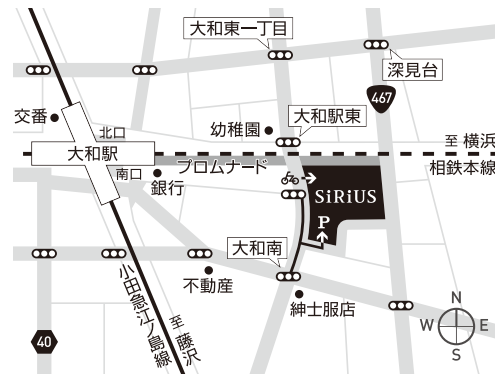 大和東一丁目
深見台
467
交番
北口
幼稚園
大和駅東
大和駅
至 横浜
プロムナード
相鉄本線
南口
銀行
SiRiUS
P
大和南
不動産
紳士服店
小田急江ノ島線
至 藤沢
40
N
W
E
S